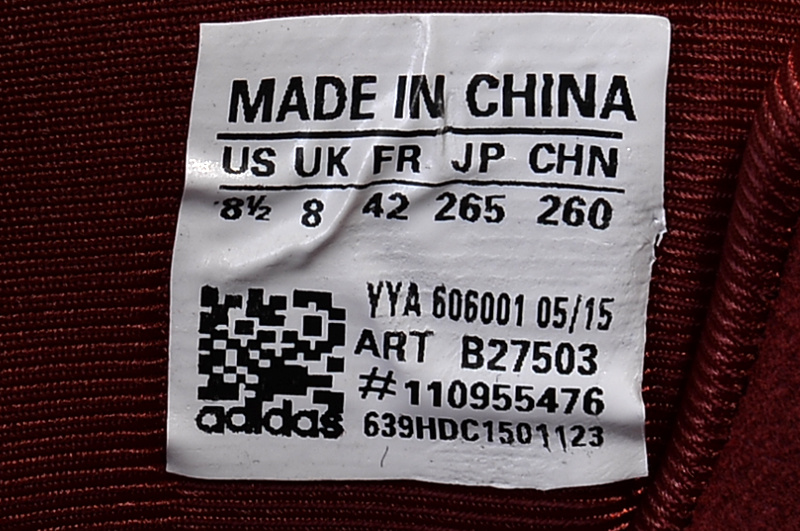 MADE IN CHINA
US UK FR JP CHN
8½ 8 42 265 260
YYA 606001 05/15
ART B27503
#110955476
adidas 639HDC1501123